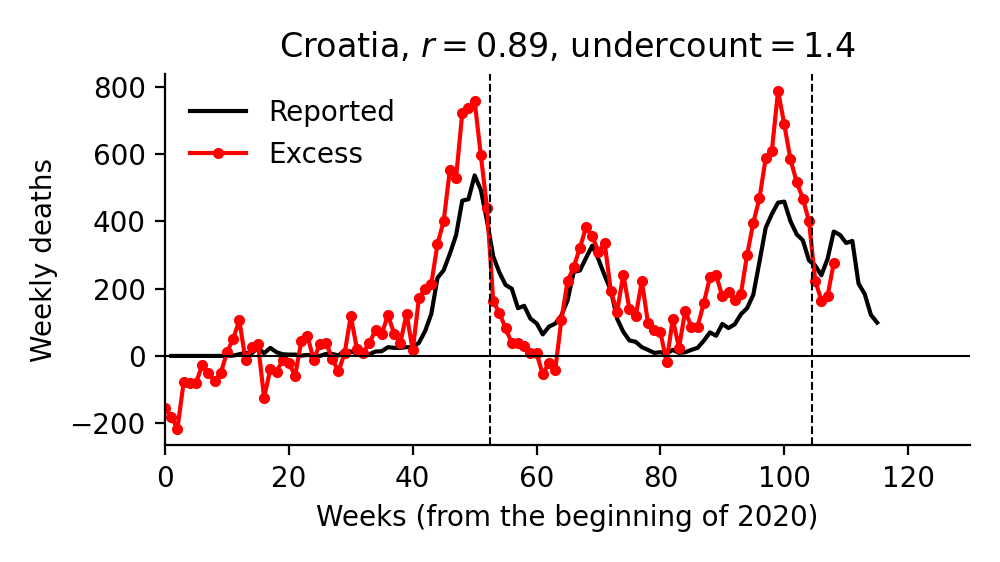 Croatia, r = 0.89, undercount = 1.4
Reported
Excess
Weekly deaths
800
600
400
200
0
−200
0 20 40 60 80 100 120
Weeks (from the beginning of 2020)